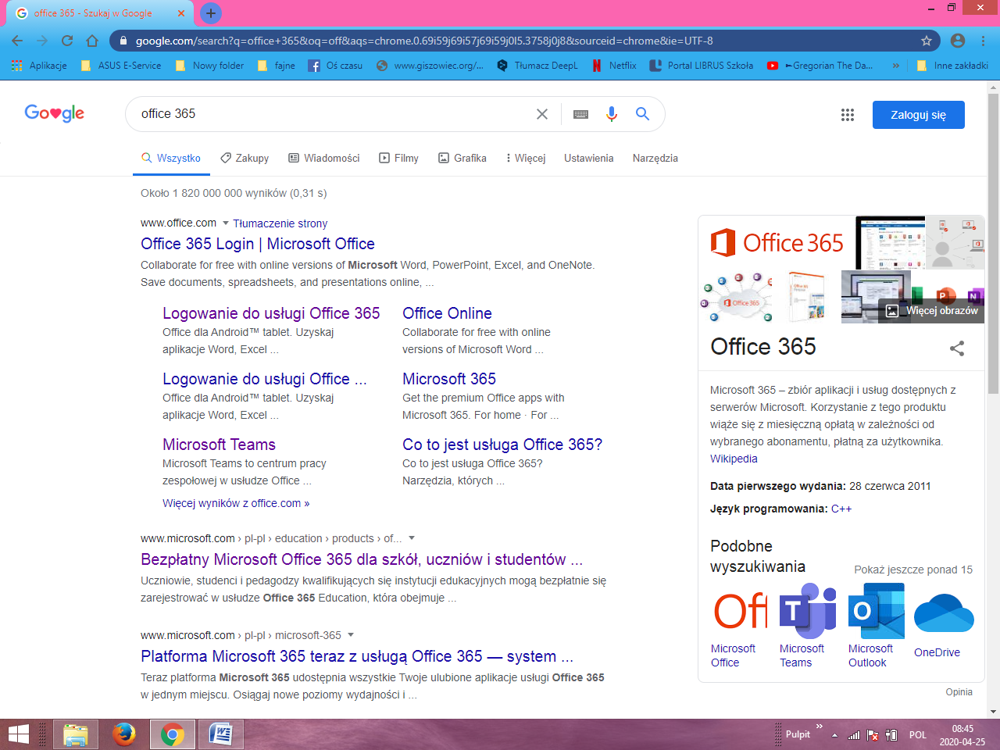 office 365 - Szukaj w Google
google.com/search?q=office+365&oq=off&aqs=chrome.0.69i59j69i57j69i59j0l5.3758j0j8&sourceid=chrome&ie=UTF-8
Aplikacje ASUS E-Service Nowy folder fajne Oś czasu www.giszowiec.org/... Tłumacz DeepL Netflix Portal LIBRUS Szkoła ←Gregorian The Da... » Inne zakładki
Google office 365 Zaloguj się
Wszystko Zakupy Wiadomości Filmy Grafika Więcej Ustawienia Narzędzia
Około 1 820 000 000 wyników (0,31 s)
www.office.com Tłumaczenie strony
Office 365 Login | Microsoft Office
Collaborate for free with online versions of Microsoft Word, PowerPoint, Excel, and OneNote.
Save documents, spreadsheets, and presentations online, ...
Logowanie do usługi Office 365
Office dla Android™ tablet. Uzyskaj
aplikacje Word, Excel ...
Office Online
Collaborate for free with online
versions of Microsoft Word ...
Logowanie do usługi Office ...
Office dla Android™ tablet. Uzyskaj
aplikacje Word, Excel ...
Microsoft 365
Get the premium Office apps with
Microsoft 365. For home · For ...
Microsoft Teams
Microsoft Teams to centrum pracy
zespołowej w usłudze Office ...
Co to jest usługa Office 365?
Co to jest usługa Office 365?
Narzędzia, których ...
Więcej wyników z office.com »
www.microsoft.com › pl-pl › education › products › of...
Bezpłatny Microsoft Office 365 dla szkół, uczniów i studentów ...
Uczniowie, studenci i pedagodzy kwalifikujących się instytucji edukacyjnych mogą bezpłatnie się
zarejestrować w usłudze Office 365 Education, która obejmuje ...
www.microsoft.com › pl-pl › microsoft-365
Platforma Microsoft 365 teraz z usługą Office 365 — system ...
Teraz platforma Microsoft 365 udostępnia wszystkie Twoje ulubione aplikacje usługi Office 365
w jednym miejscu. Osiągaj nowe poziomy wydajności i ...
Office 365
Office 365
Więcej obrazów
Office 365
Microsoft 365 – zbiór aplikacji i usług dostępnych z
serwerów Microsoft. Korzystanie z tego produktu
wiąże się z miesięczną opłatą w zależności od
wybranego abonamentu, płatną za użytkownika.
Wikipedia
Data pierwszego wydania: 28 czerwca 2011
Język programowania: C++
Podobne
wyszukiwania
Pokaż jeszcze ponad 15
Off
Microsoft
Office
Microsoft
Teams
Microsoft
Outlook
OneDrive
Opinia
Pulpit » POL 08:45
2020-04-25